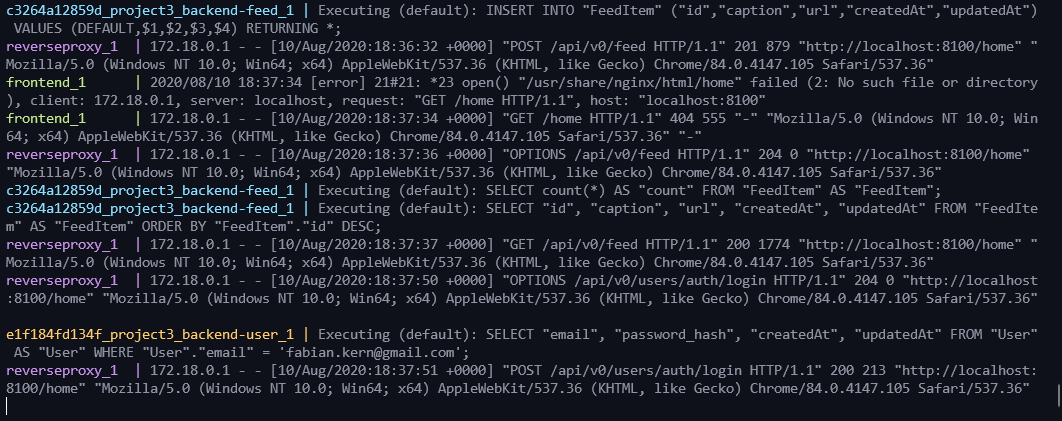 c3264a12859d_project3_backend-feed_1 | Executing (default): INSERT INTO "FeedItem" ("id","caption","url","createdAt","updatedAt")
 VALUES (DEFAULT,$1,$2,$3,$4) RETURNING *;
reverseproxy_1  | 172.18.0.1 - - [10/Aug/2020:18:36:32 +0000] "POST /api/v0/feed HTTP/1.1" 201 879 "http://localhost:8100/home" "
Mozilla/5.0 (Windows NT 10.0; Win64; x64) AppleWebKit/537.36 (KHTML, like Gecko) Chrome/84.0.4147.105 Safari/537.36"
frontend_1      | 2020/08/10 18:37:34 [error] 21#21: *23 open() "/usr/share/nginx/html/home" failed (2: No such file or directory
), client: 172.18.0.1, server: localhost, request: "GET /home HTTP/1.1", host: "localhost:8100"
frontend_1      | 172.18.0.1 - - [10/Aug/2020:18:37:34 +0000] "GET /home HTTP/1.1" 404 555 "-" "Mozilla/5.0 (Windows NT 10.0; Win
64; x64) AppleWebKit/537.36 (KHTML, like Gecko) Chrome/84.0.4147.105 Safari/537.36" "-"
reverseproxy_1  | 172.18.0.1 - - [10/Aug/2020:18:37:36 +0000] "OPTIONS /api/v0/feed HTTP/1.1" 204 0 "http://localhost:8100/home"
"Mozilla/5.0 (Windows NT 10.0; Win64; x64) AppleWebKit/537.36 (KHTML, like Gecko) Chrome/84.0.4147.105 Safari/537.36"
c3264a12859d_project3_backend-feed_1 | Executing (default): SELECT count(*) AS "count" FROM "FeedItem" AS "FeedItem";
c3264a12859d_project3_backend-feed_1 | Executing (default): SELECT "id", "caption", "url", "createdAt", "updatedAt" FROM "FeedIte
m" AS "FeedItem" ORDER BY "FeedItem"."id" DESC;
reverseproxy_1  | 172.18.0.1 - - [10/Aug/2020:18:37:37 +0000] "GET /api/v0/feed HTTP/1.1" 200 1774 "http://localhost:8100/home" "
Mozilla/5.0 (Windows NT 10.0; Win64; x64) AppleWebKit/537.36 (KHTML, like Gecko) Chrome/84.0.4147.105 Safari/537.36"
reverseproxy_1  | 172.18.0.1 - - [10/Aug/2020:18:37:50 +0000] "OPTIONS /api/v0/users/auth/login HTTP/1.1" 204 0 "http://localhost
:8100/home" "Mozilla/5.0 (Windows NT 10.0; Win64; x64) AppleWebKit/537.36 (KHTML, like Gecko) Chrome/84.0.4147.105 Safari/537.36"
e1f184fd134f_project3_backend-user_1 | Executing (default): SELECT "email", "password_hash", "createdAt", "updatedAt" FROM "User"
 AS "User" WHERE "User"."email" = 'fabian.kern@gmail.com';
reverseproxy_1  | 172.18.0.1 - - [10/Aug/2020:18:37:51 +0000] "POST /api/v0/users/auth/login HTTP/1.1" 200 213 "http://localhost:
8100/home" "Mozilla/5.0 (Windows NT 10.0; Win64; x64) AppleWebKit/537.36 (KHTML, like Gecko) Chrome/84.0.4147.105 Safari/537.36"